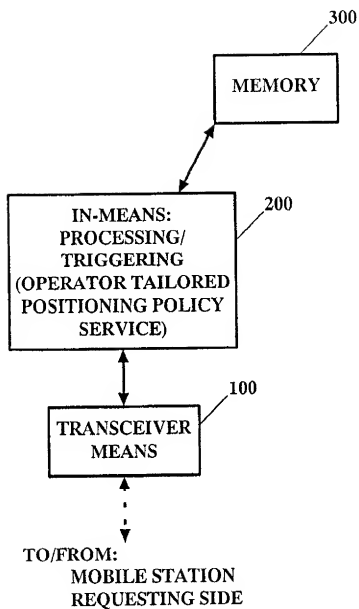 300
MEMORY
200
IN-MEANS:
PROCESSING/
TRIGGERING
(OPERATOR TAILORED
POSITIONING POLICY
SERVICE)
100
TRANSCEIVER
MEANS
TO/FROM:
MOBILE STATION
REQUESTING SIDE